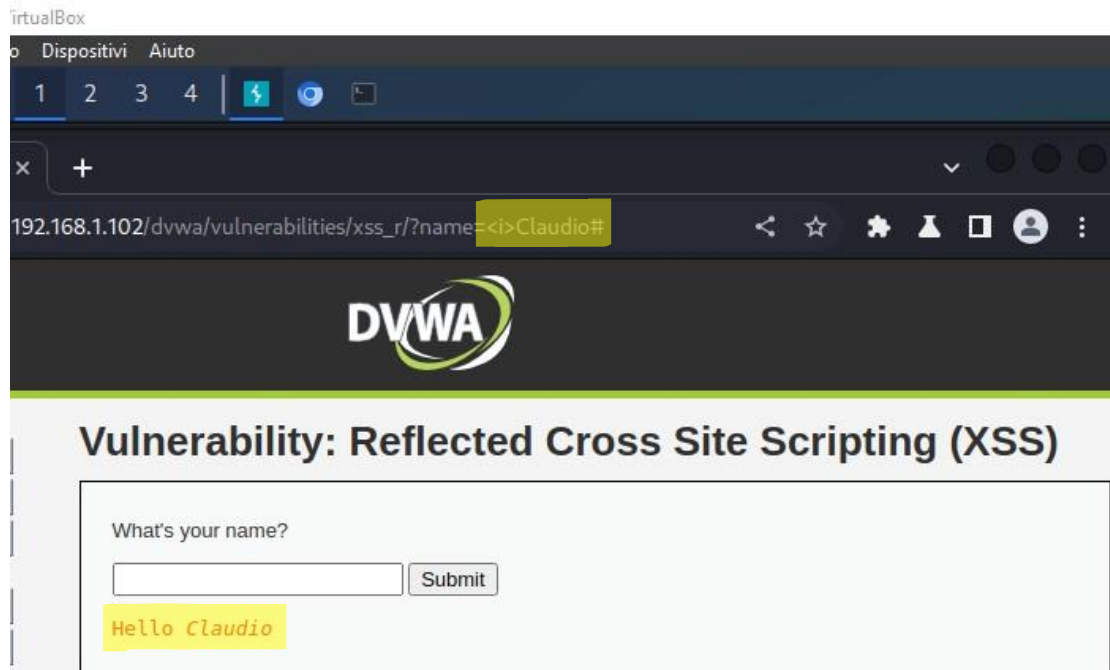 VirtualBox
o Dispositivi Aiuto
1 2 3 4
192.168.1.102/dvwa/vulnerabilities/xss_r/?name=<i>Claudio#
DVWA
Vulnerability: Reflected Cross Site Scripting (XSS)
What's your name?
Submit
Hello Claudio